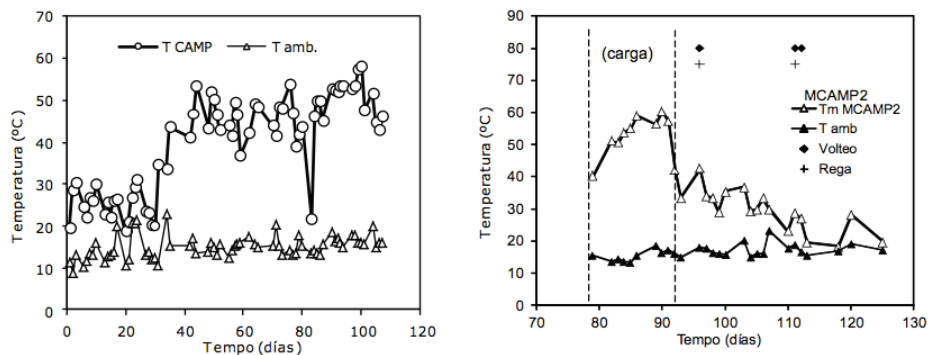 70
60
50
40
30
20
10
0
0 20 40 60 80 100 120
Temperatura (ºC)
Tempo (días)
T CAMP
T amb.
90
80
70
60
50
40
30
20
10
0
70 80 90 100 110 120 130
Temperatura (ºC)
Tempo (días)
(carga)
MCAMP2
Tm MCAMP2
T amb
Volteo
Rega